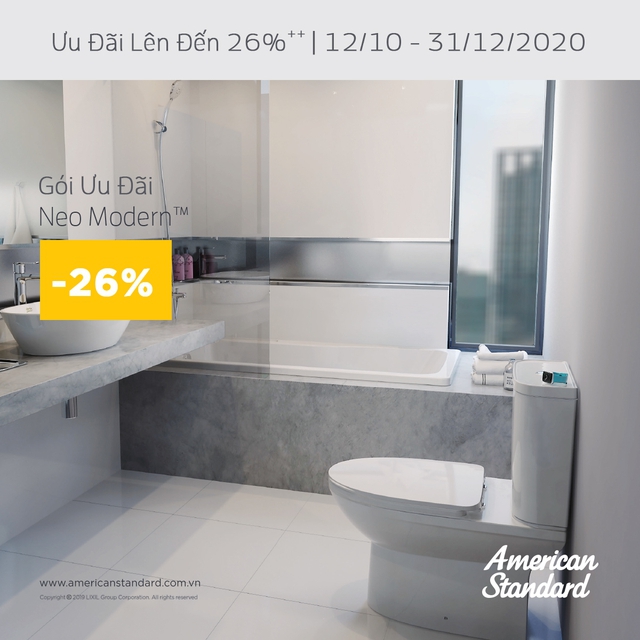 Ưu Đãi Lên Đến 26%⁺⁺ | 12/10 - 31/12/2020
Gói Ưu Đãi
Neo Modern™
-26%
www.americanstandard.com.vn
Copyright © 2019 LIXIL Group Corporation. All rights reserved
American
Standard